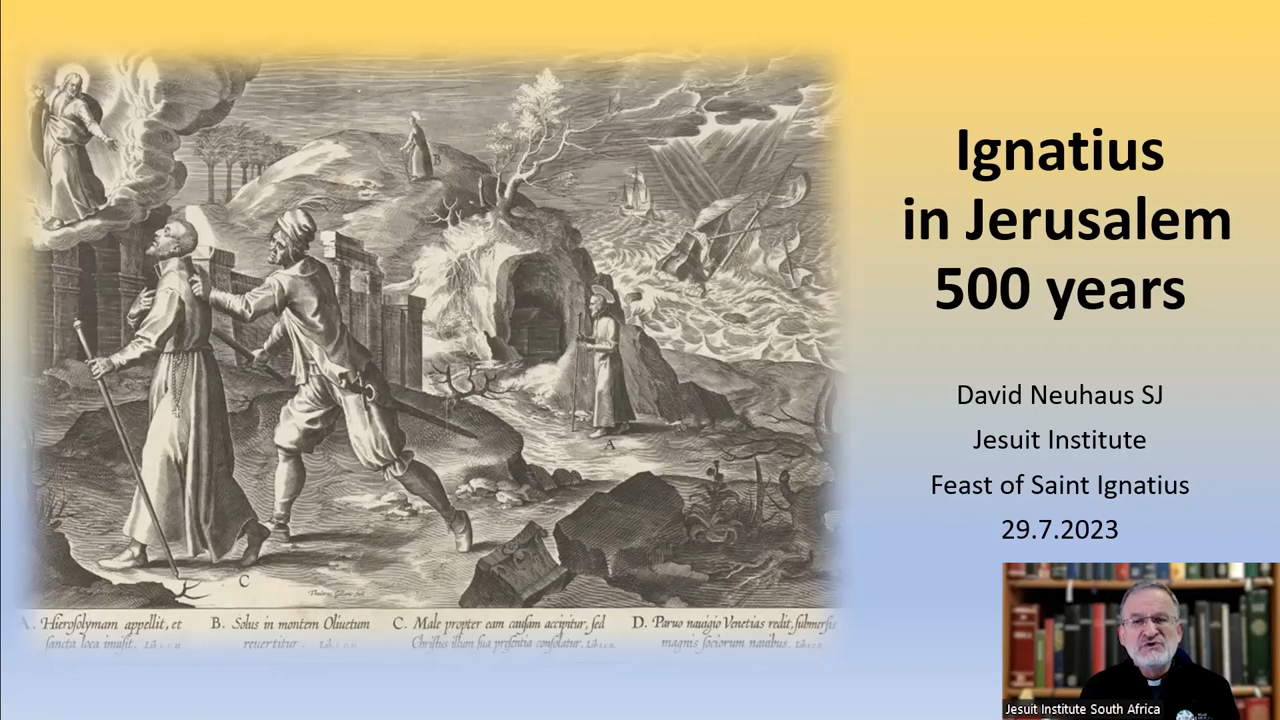 Ignatius
in Jerusalem
500 years
David Neuhaus SJ
Jesuit Institute
Feast of Saint Ignatius
29.7.2023
B
A
C
A. Hierosolymam appellit, et
sancta loca inuisit.
B. Solus in montem Oliuetum
reuertitur.
C. Male propter eam causam accipitur, sed
Christus illum sua præsentia consolatur.
D. Paruo nauigio Venetias redit, submersis
magnis sociorum nauibus.
Jesuit Institute South Africa